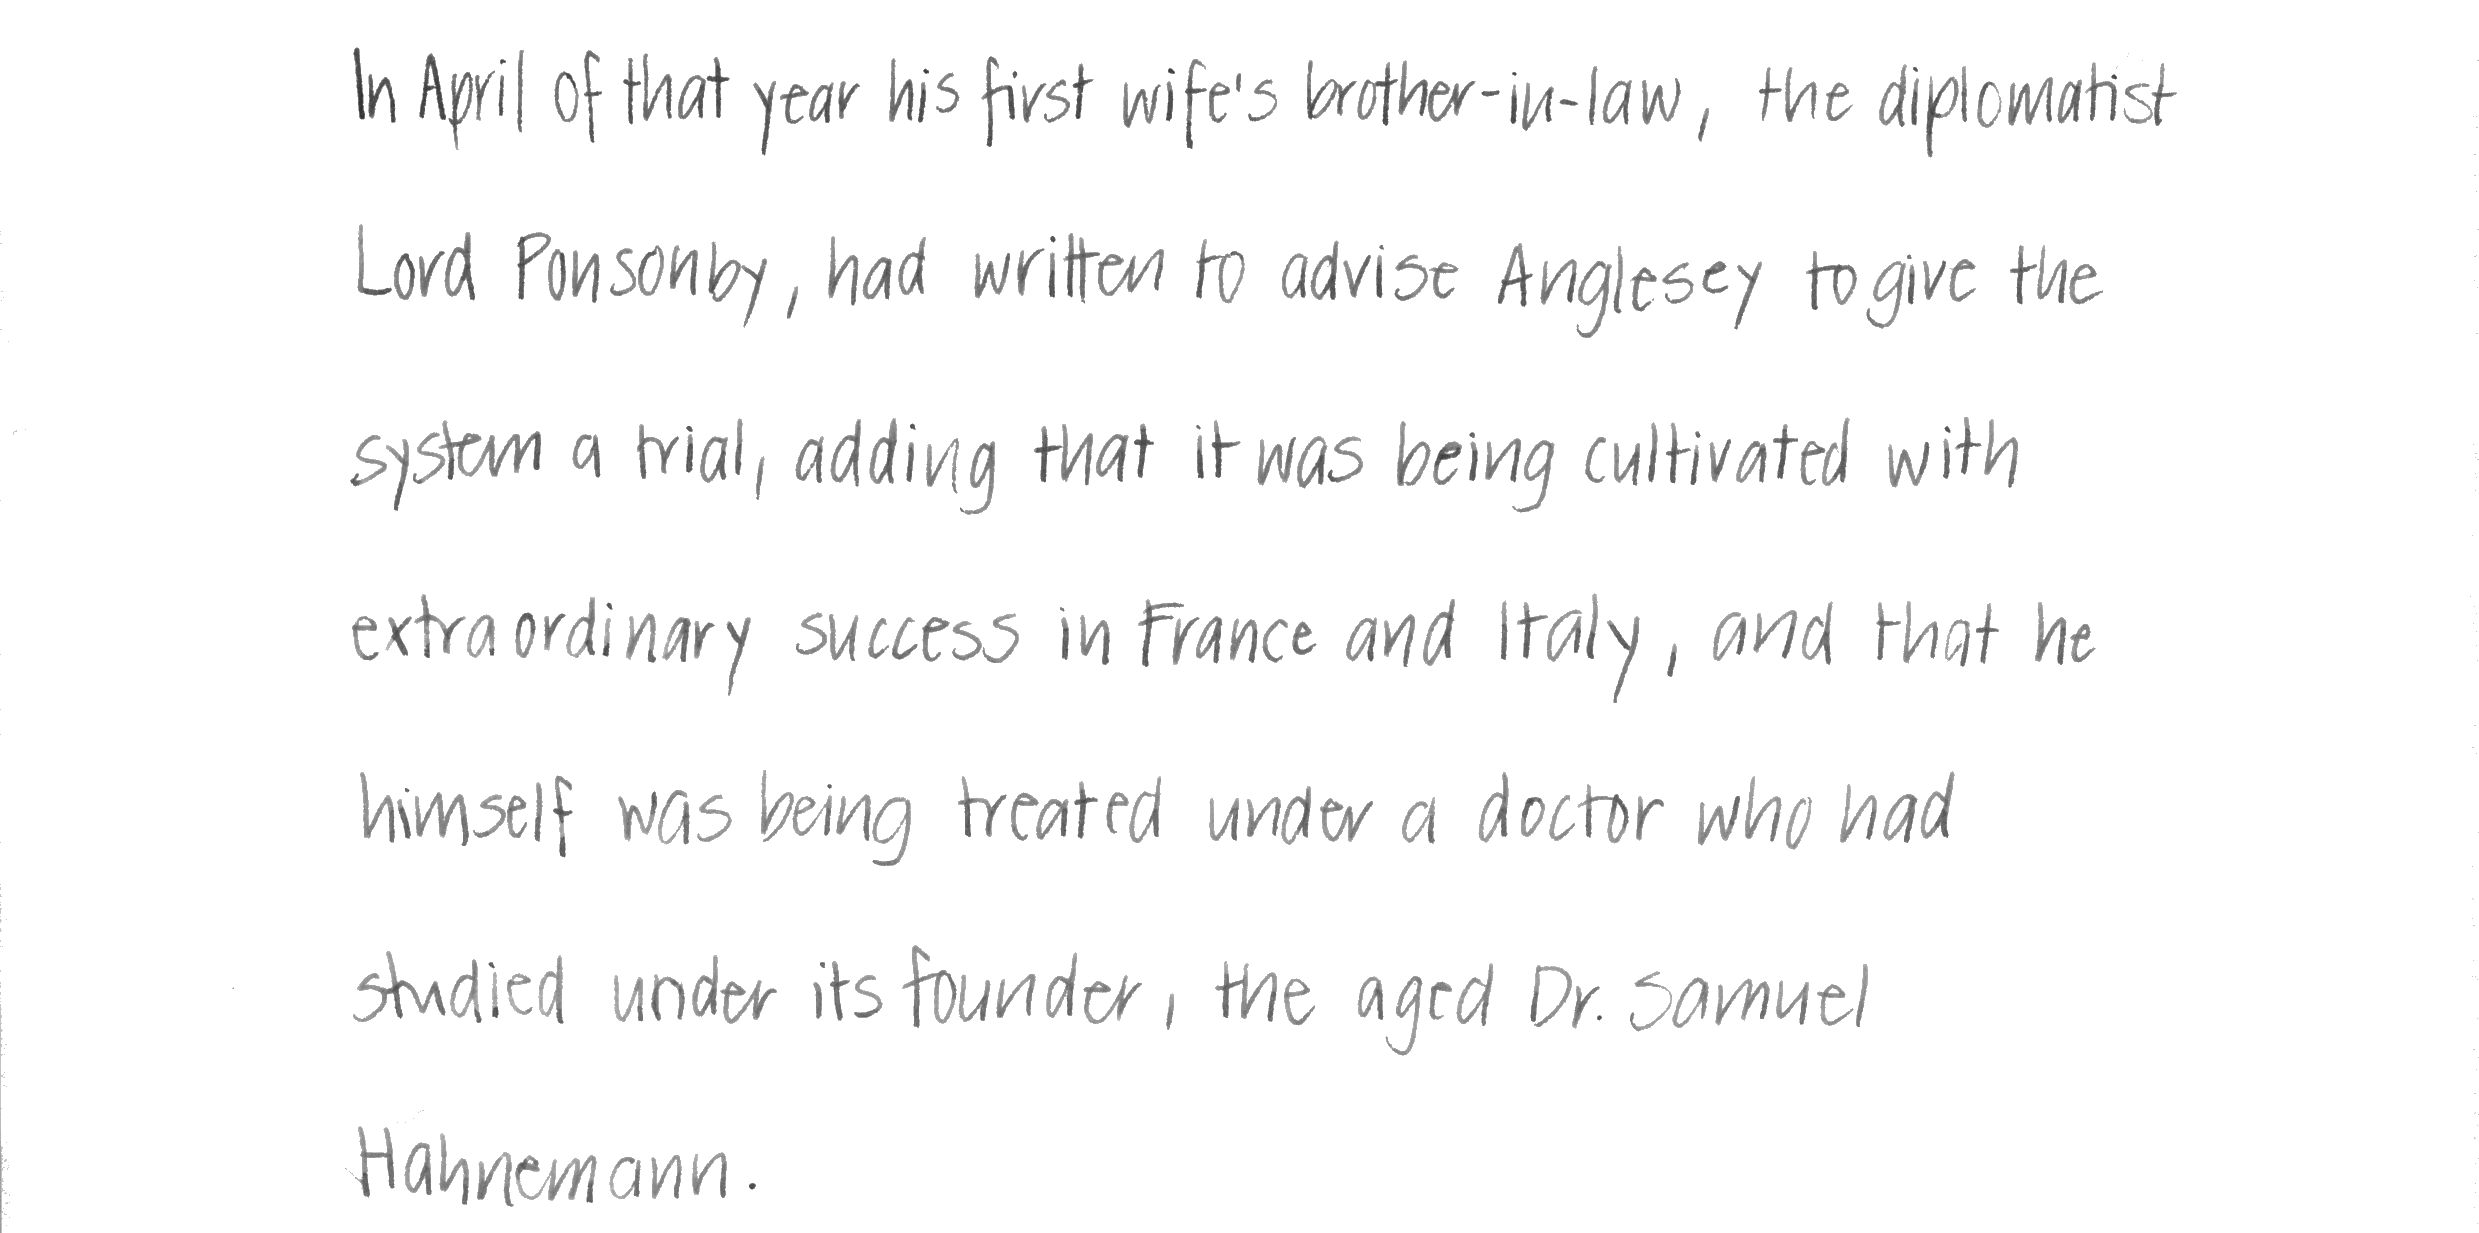 In April of that year his first wife's brother-in-law, the diplomatist
Lord Ponsonby, had written to advise Anglesey to give the
system a trial, adding that it was being cultivated with
extraordinary success in France and Italy, and that he
himself was being treated under a doctor who had
studied under its founder, the aged Dr. Samuel
Hahnemann.